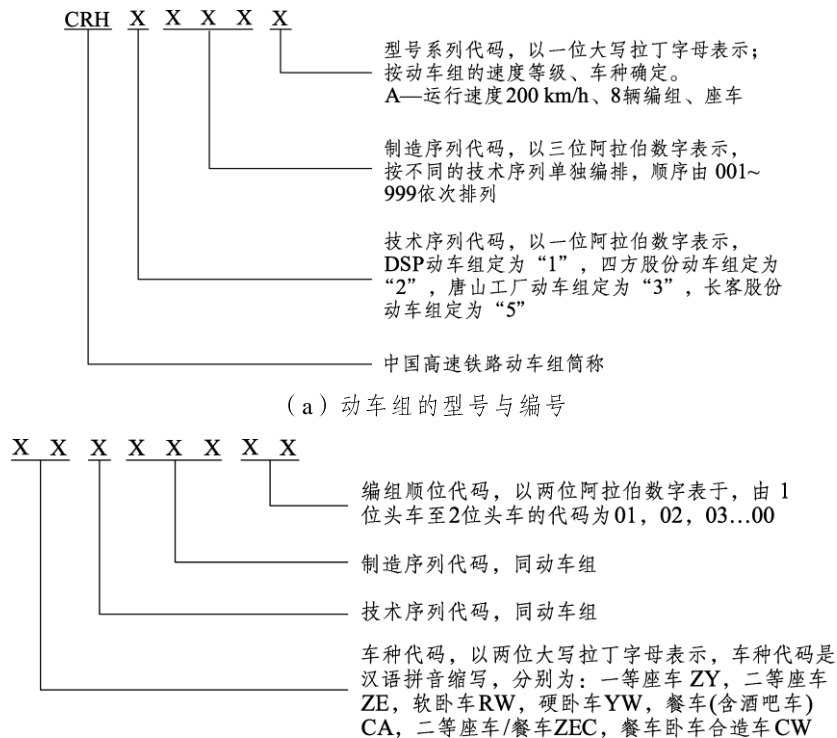 CRH X X X X X
型号系列代码，以一位大写拉丁字母表示；
按动车组的速度等级、车种确定。
A—运行速度200 km/h、8辆编组、座车
制造序列代码，以三位阿拉伯数字表示，
按不同的技术序列单独编排，顺序由 001~
999依次排列
技术序列代码，以一位阿拉伯数字表示，
DSP动车组定为“1”，四方股份动车组定为
“2”，唐山工厂动车组定为“3”，长客股份
动车组定为“5”
中国高速铁路动车组简称
（a）动车组的型号与编号
X X X X X X X X
编组顺位代码，以两位阿拉伯数字表于，由 1
位头车至2位头车的代码为01，02，03…00
制造序列代码，同动车组
技术序列代码，同动车组
车种代码，以两位大写拉丁字母表示，车种代码是
汉语拼音缩写，分别为：一等座车 ZY，二等座车
ZE，软卧车RW，硬卧车YW，餐车(含酒吧车)
CA，二等座车/餐车ZEC，餐车卧车合造车CW